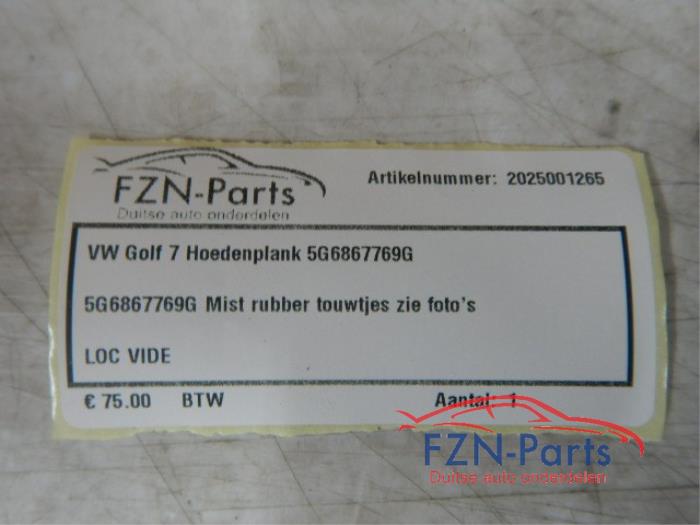 FZN-Parts
Duitse auto onderdelen
Artikelnummer: 2025001265
VW Golf 7 Hoedenplank 5G6867769G
5G6867769G Mist rubber touwtjes zie foto's
LOC VIDE
€ 75.00 BTW Aantal: 1
FZN-Parts
Duitse auto onderdelen